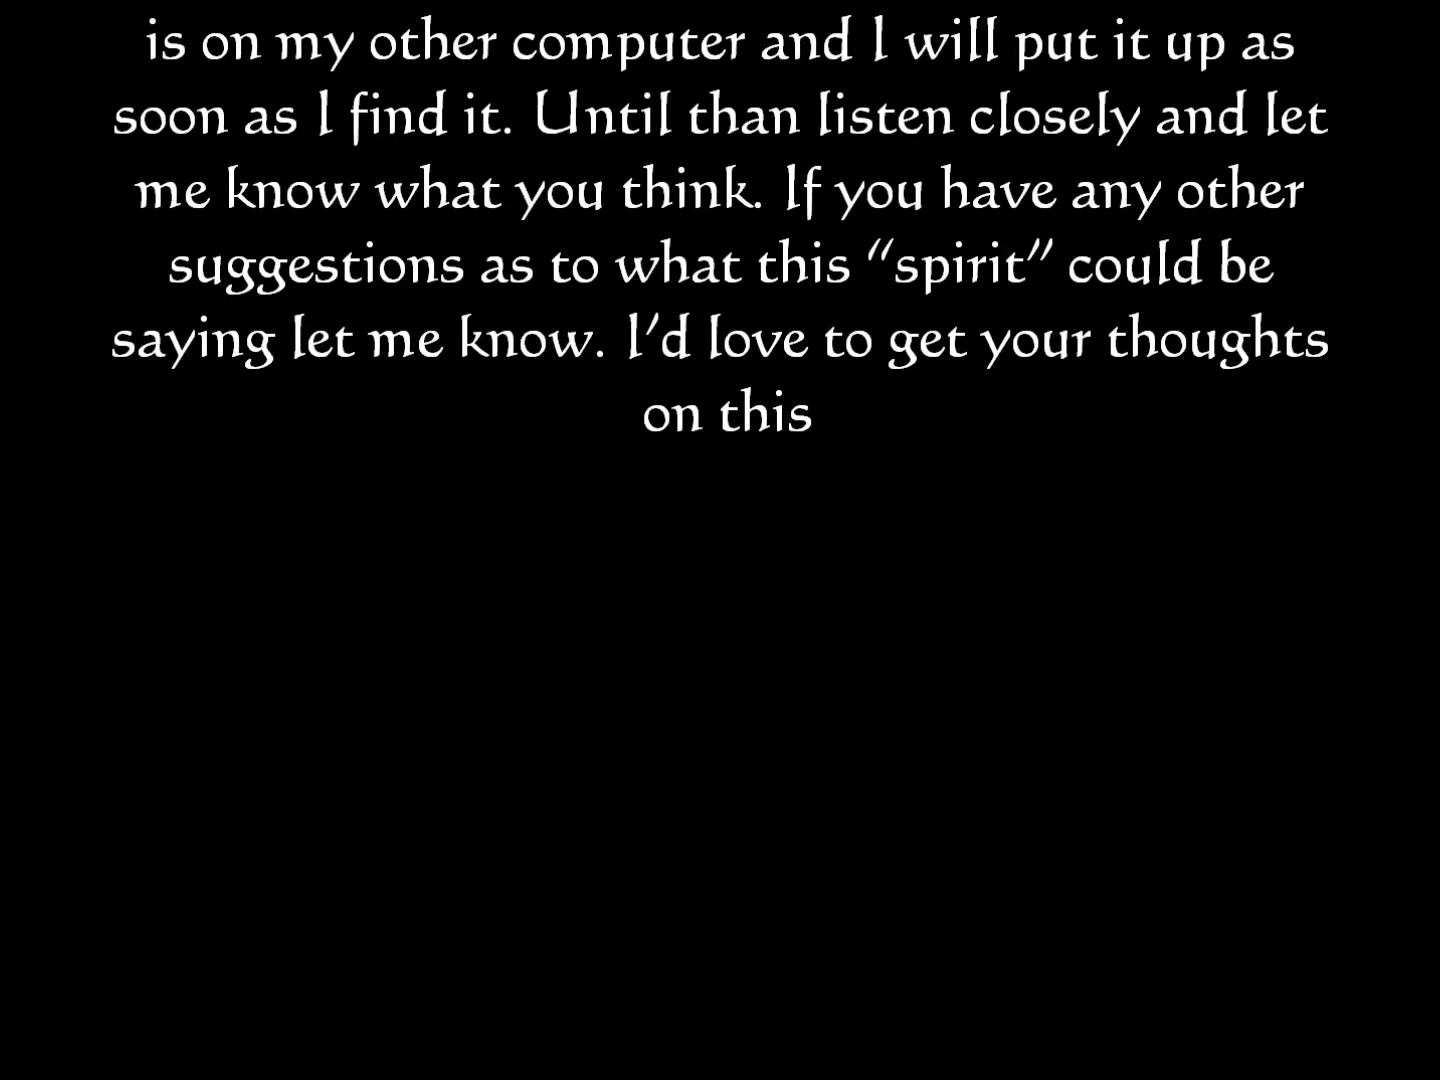 is on my other computer and I will put it up as
soon as I find it. Until than listen closely and let
me know what you think. If you have any other
suggestions as to what this "spirit" could be
saying let me know. I'd love to get your thoughts
on this